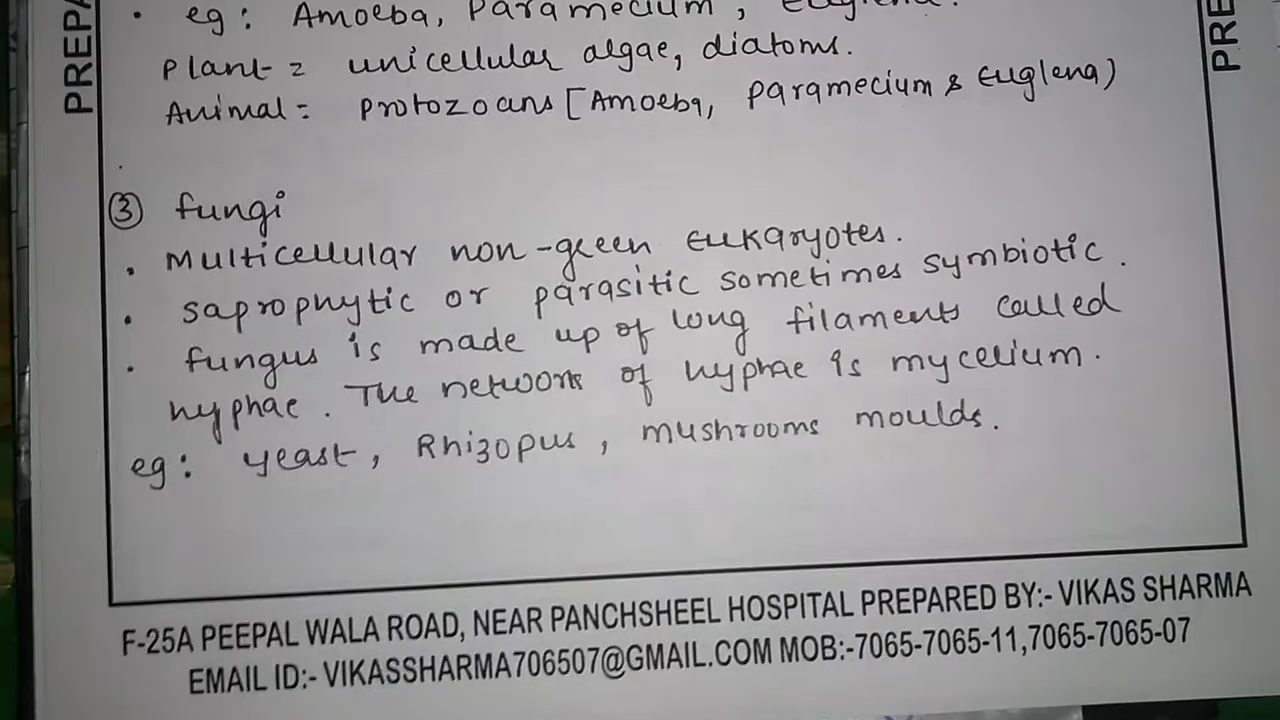 • eg: Amoeba, Paramecium, Euglena.
Plant = unicellular algae, diatoms.
Animal = Protozoans [Amoeba, Paramecium & Euglena)
③ fungi
• Multicellular non-green Eukaryotes.
• saprophytic or parasitic sometimes symbiotic.
• fungus is made up of long filaments called
hyphae. The network of hyphae is mycelium.
eg: yeast, Rhizopus, mushrooms moulds.
F-25A PEEPAL WALA ROAD, NEAR PANCHSHEEL HOSPITAL PREPARED BY:- VIKAS SHARMA
EMAIL ID:- VIKASSHARMA706507@GMAIL.COM MOB:-7065-7065-11,7065-7065-07
PREPA
PRE